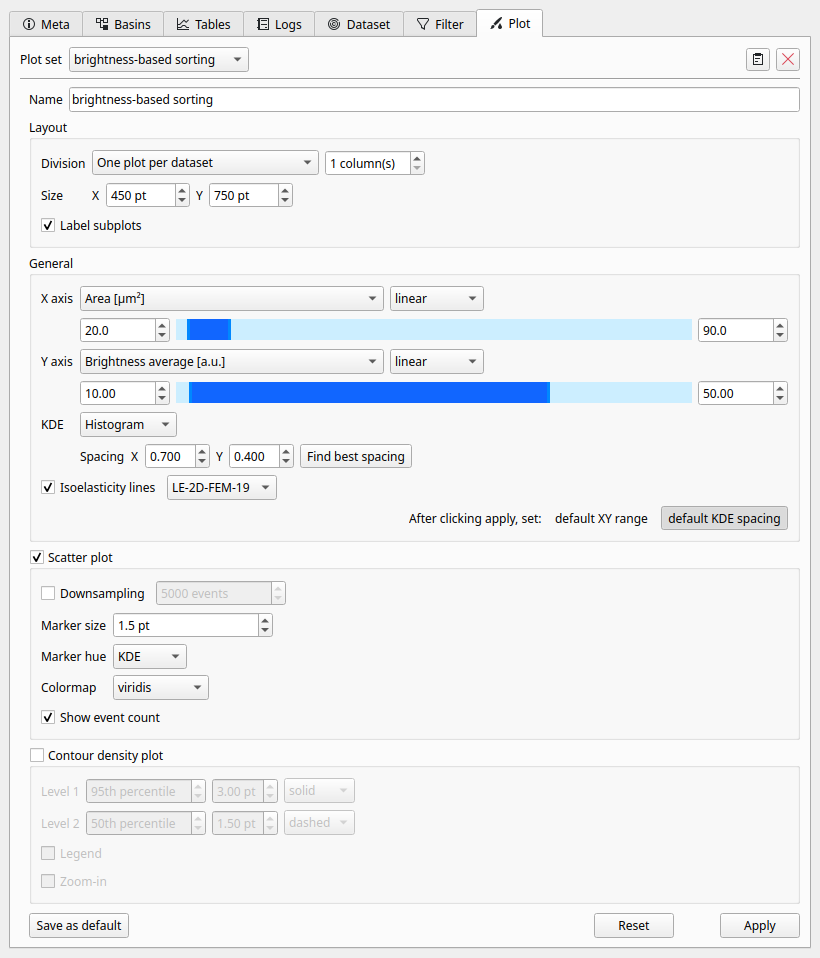 Meta Basins Tables Logs Dataset Filter Plot
Plot set brightness-based sorting
Name brightness-based sorting
Layout
Division One plot per dataset 1 column(s)
Size X 450 pt Y 750 pt
Label subplots
General
X axis Area [µm²] linear
20.0 90.0
Y axis Brightness average [a.u.] linear
10.00 50.00
KDE Histogram
Spacing X 0.700 Y 0.400 Find best spacing
Isoelasticity lines LE-2D-FEM-19
After clicking apply, set: default XY range default KDE spacing
Scatter plot
Downsampling 5000 events
Marker size 1.5 pt
Marker hue KDE
Colormap viridis
Show event count
Contour density plot
Level 1 95th percentile 3.00 pt solid
Level 2 50th percentile 1.50 pt dashed
Legend
Zoom-in
Save as default Reset Apply